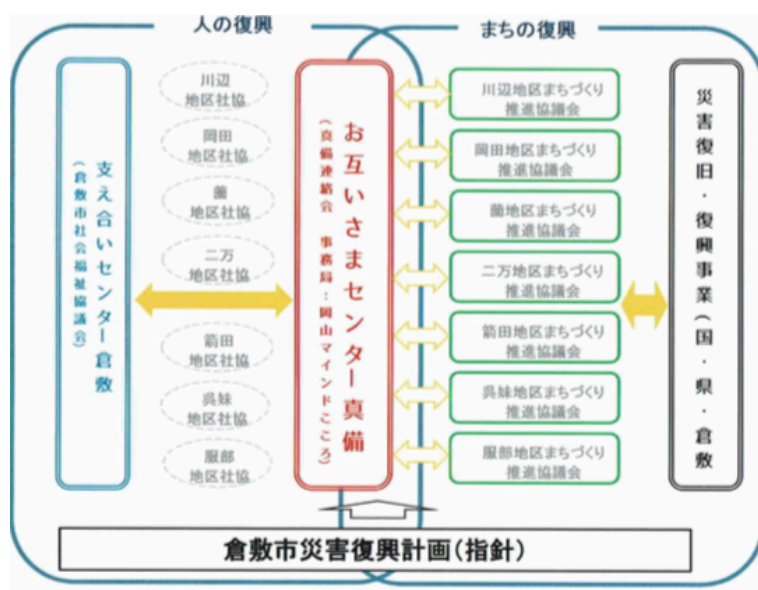 人の復興
まちの復興
支え合いセンター倉敷
(倉敷市社会福祉協議会)
川辺
地区社協
岡田
地区社協
薗
地区社協
二万
地区社協
箭田
地区社協
呉妹
地区社協
服部
地区社協
お互いさまセンター真備
(真備連絡会 事務局：岡山マインドこころ)
川辺地区まちづくり
推進協議会
岡田地区まちづくり
推進協議会
薗地区まちづくり
推進協議会
二万地区まちづくり
推進協議会
箭田地区まちづくり
推進協議会
呉妹地区まちづくり
推進協議会
服部地区まちづくり
推進協議会
災害復旧・復興事業(国・県・倉敷)
倉敷市災害復興計画(指針)